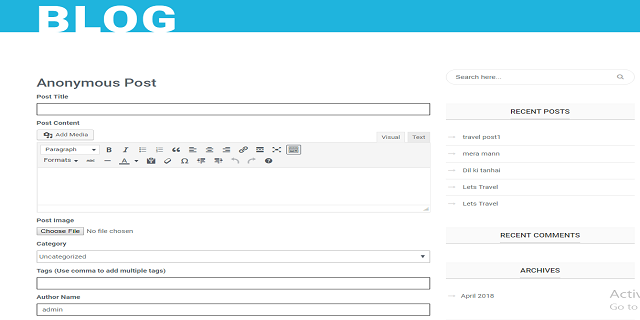 BLOG
Anonymous Post
Post Title
Post Content
Add Media
Visual Text
Paragraph
Formats
Post Image
Choose File No file chosen
Category
Uncategorized
Tags (Use comma to add multiple tags)
Author Name
admin
Search here...
RECENT POSTS
travel post1
mera mann
Dil ki tanhai
Lets Travel
Lets Travel
RECENT COMMENTS
ARCHIVES
April 2018
Activ
Go to